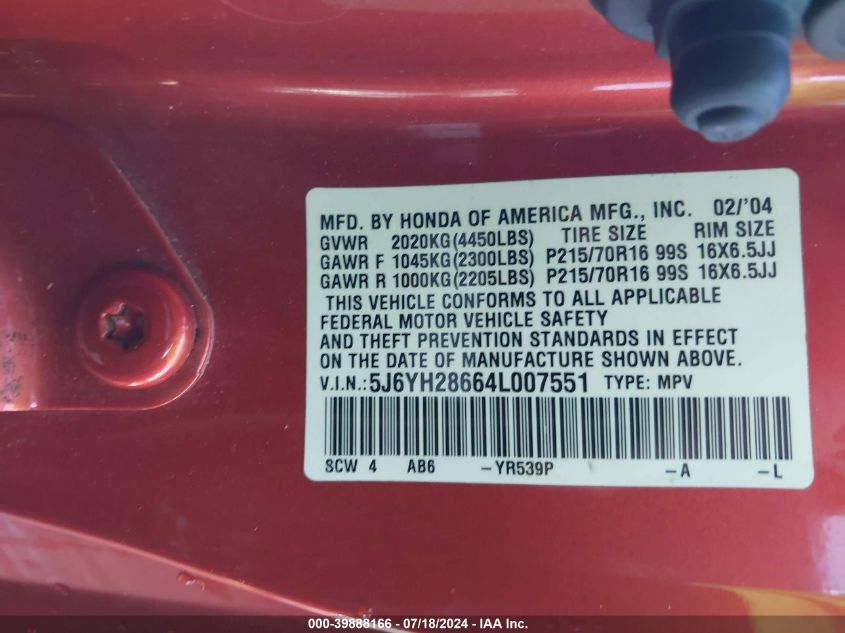 MFD. BY HONDA OF AMERICA MFG., INC. 02/'04
GVWR 2020KG(4450LBS) TIRE SIZE RIM SIZE
GAWR F 1045KG(2300LBS) P215/70R16 99S 16X6.5JJ
GAWR R 1000KG(2205LBS) P215/70R16 99S 16X6.5JJ
THIS VEHICLE CONFORMS TO ALL APPLICABLE
FEDERAL MOTOR VEHICLE SAFETY
AND THEFT PREVENTION STANDARDS IN EFFECT
ON THE DATE OF MANUFACTURE SHOWN ABOVE.
V.I.N.:5J6YH28664L007551 TYPE: MPV
SCW 4 AB6 -YR539P -A -L
000-39888166 - 07/18/2024 - IAA Inc.